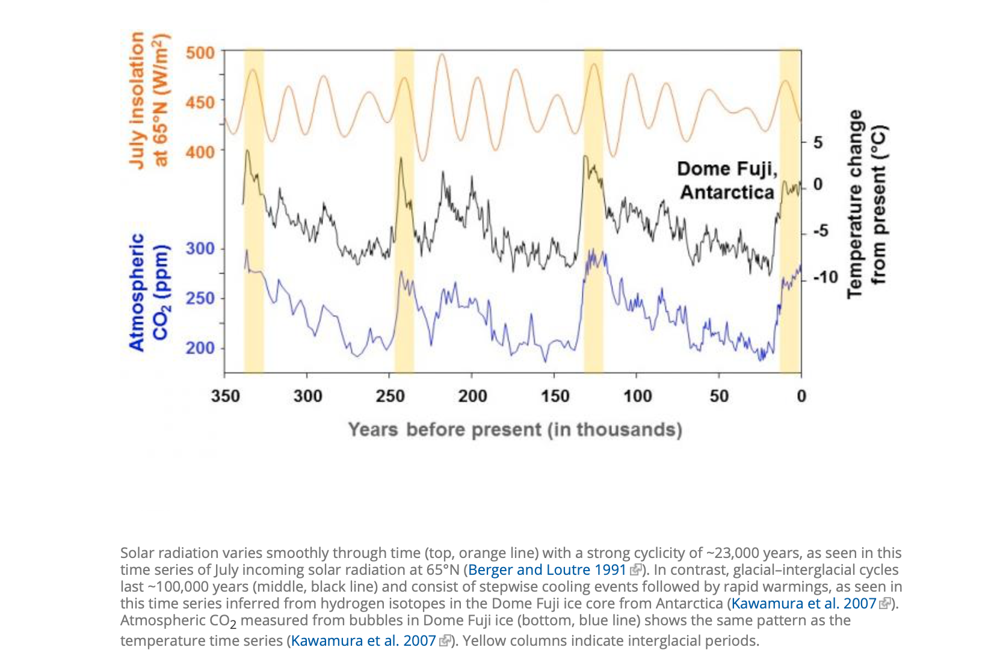 July insolation
at 65°N (W/m²)
500
450
400
Atmospheric
CO₂ (ppm)
300
250
200
Dome Fuji,
Antarctica
5
0
-5
-10
Temperature change
from present (°C)
350 300 250 200 150 100 50 0
Years before present (in thousands)
Solar radiation varies smoothly through time (top, orange line) with a strong cyclicity of ~23,000 years, as seen in this
time series of July incoming solar radiation at 65°N (Berger and Loutre 1991). In contrast, glacial–interglacial cycles
last ~100,000 years (middle, black line) and consist of stepwise cooling events followed by rapid warmings, as seen in
this time series inferred from hydrogen isotopes in the Dome Fuji ice core from Antarctica (Kawamura et al. 2007).
Atmospheric CO₂ measured from bubbles in Dome Fuji ice (bottom, blue line) shows the same pattern as the
temperature time series (Kawamura et al. 2007). Yellow columns indicate interglacial periods.